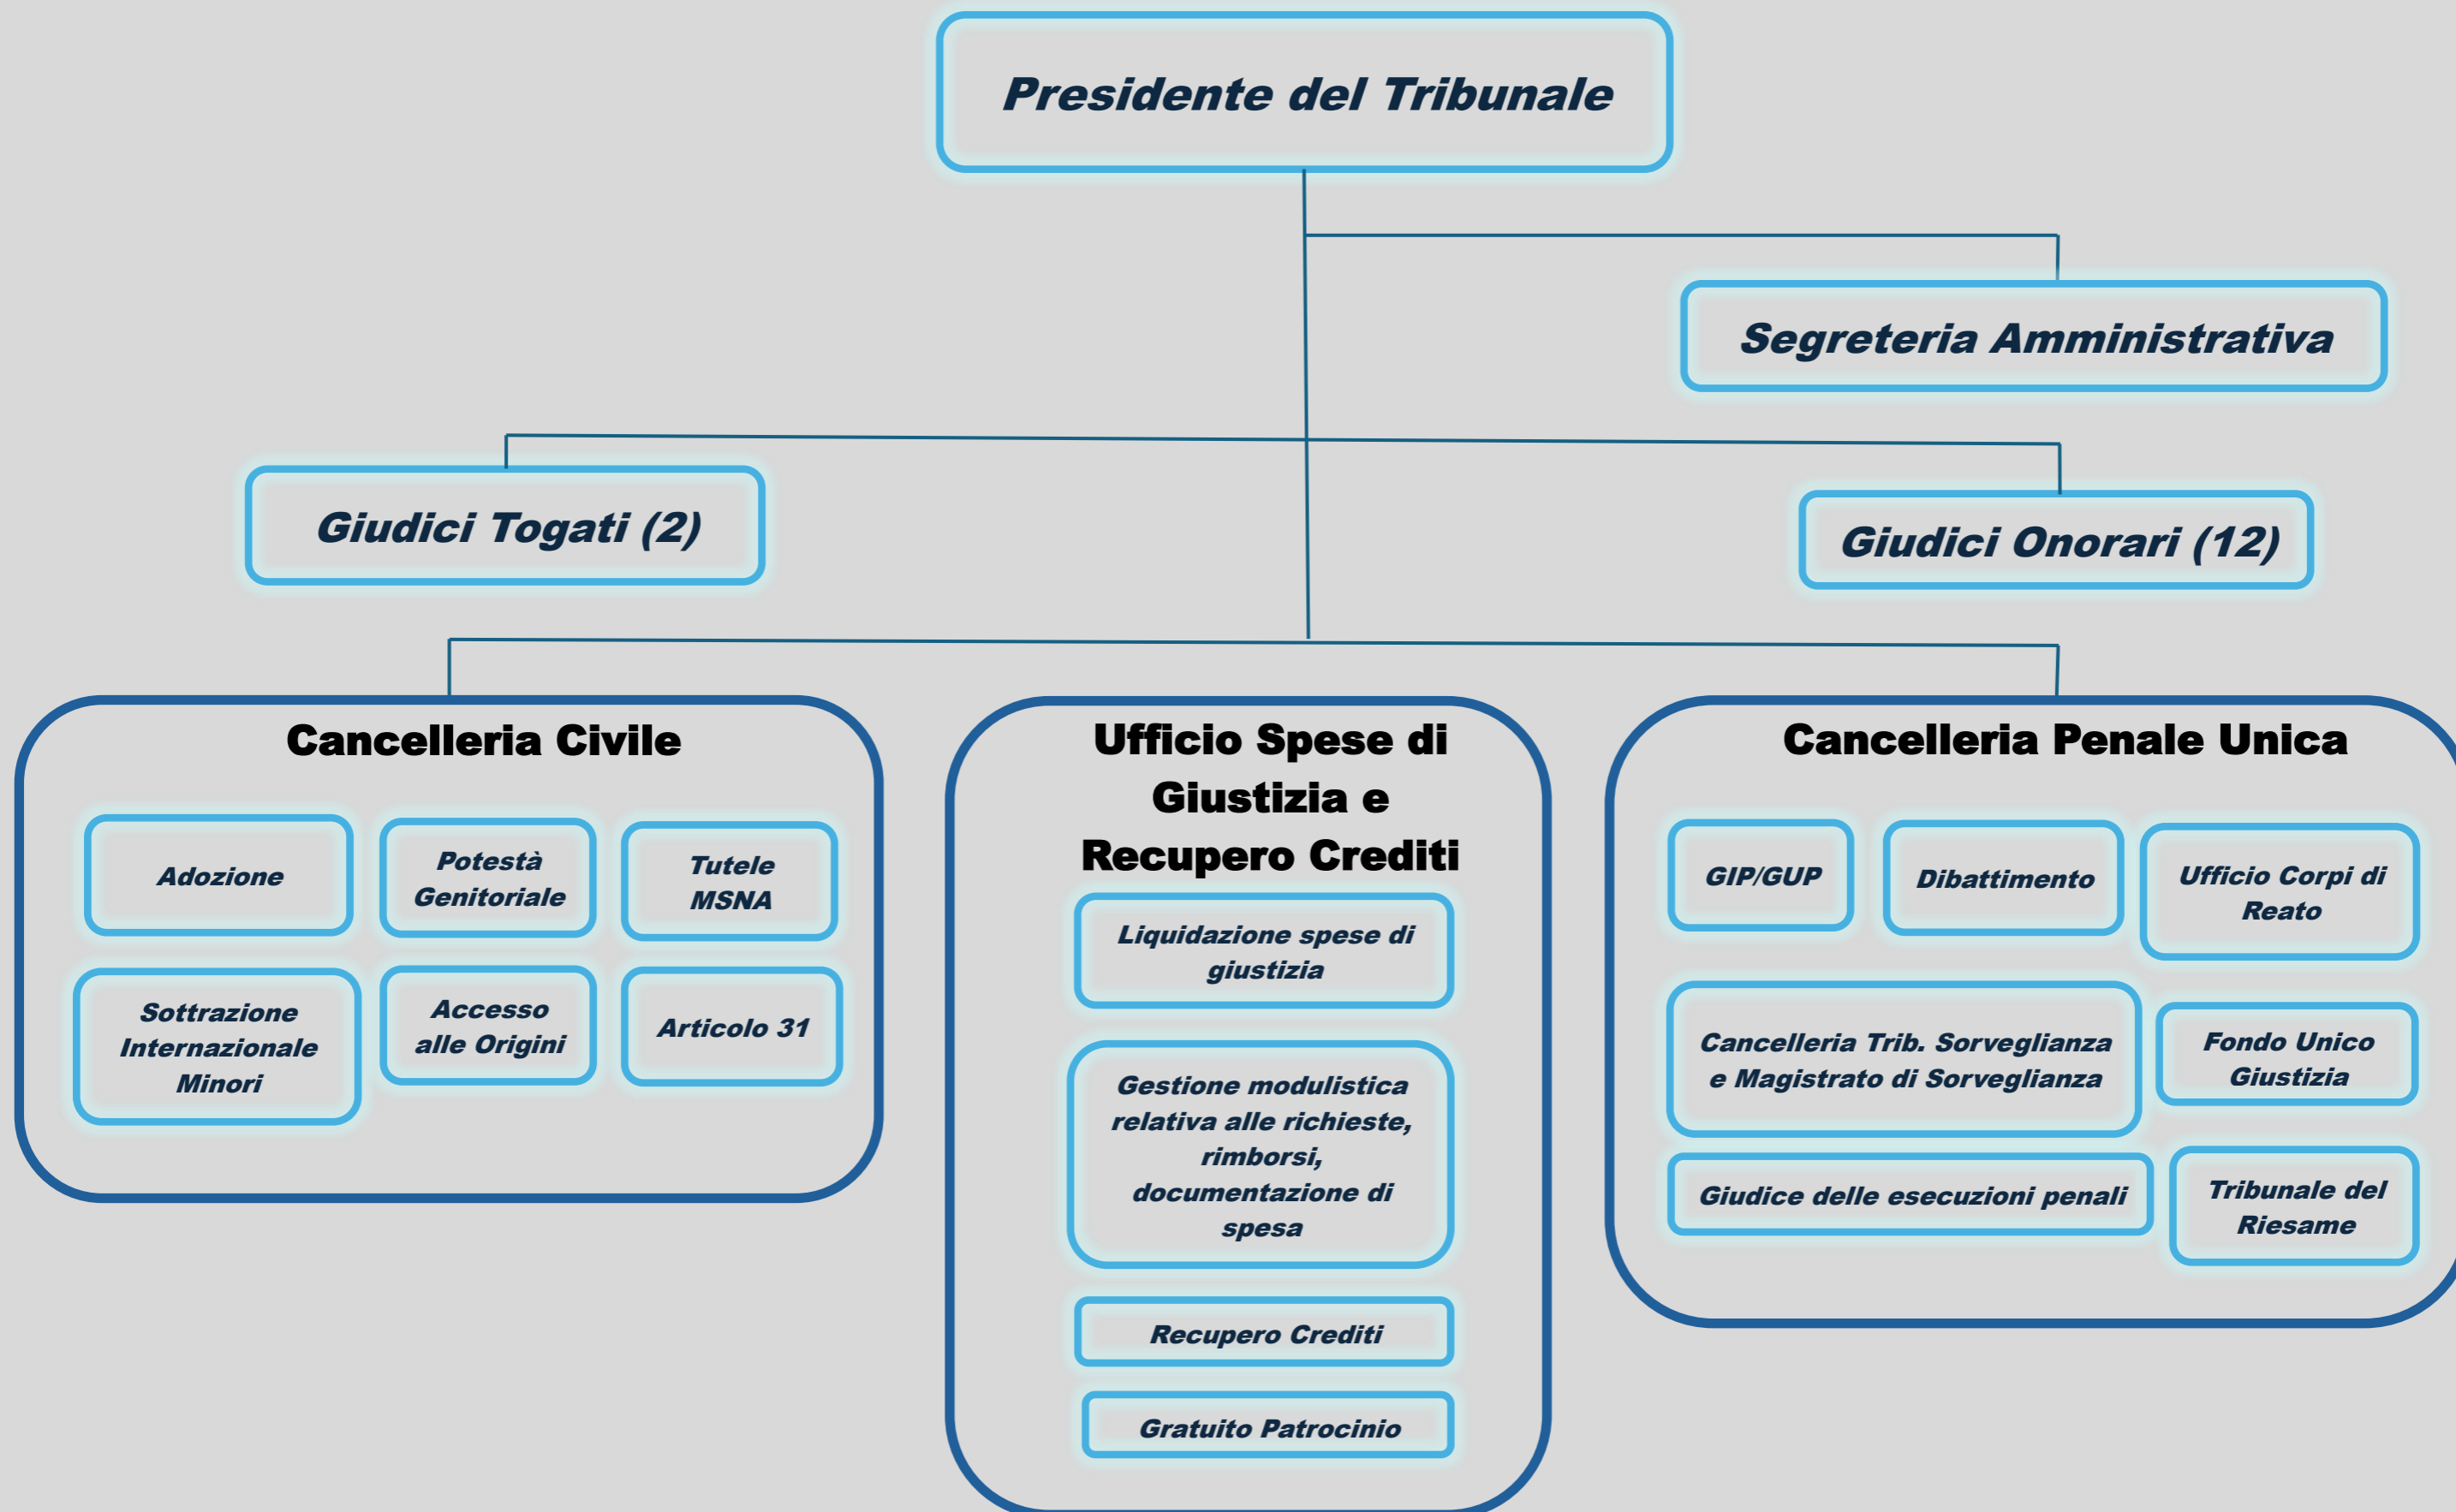 Presidente del Tribunale
Segreteria Amministrativa
Giudici Togati (2)
Giudici Onorari (12)
Cancelleria Civile
Adozione
Potestà
Genitoriale
Tutele
MSNA
Sottrazione
Internazionale
Minori
Accesso
alle Origini
Articolo 31
Ufficio Spese di
Giustizia e
Recupero Crediti
Liquidazione spese di
giustizia
Gestione modulistica
relativa alle richieste,
rimborsi,
documentazione di
spesa
Recupero Crediti
Gratuito Patrocinio
Cancelleria Penale Unica
GIP/GUP
Dibattimento
Ufficio Corpi di
Reato
Cancelleria Trib. Sorveglianza
e Magistrato di Sorveglianza
Fondo Unico
Giustizia
Giudice delle esecuzioni penali
Tribunale del
Riesame